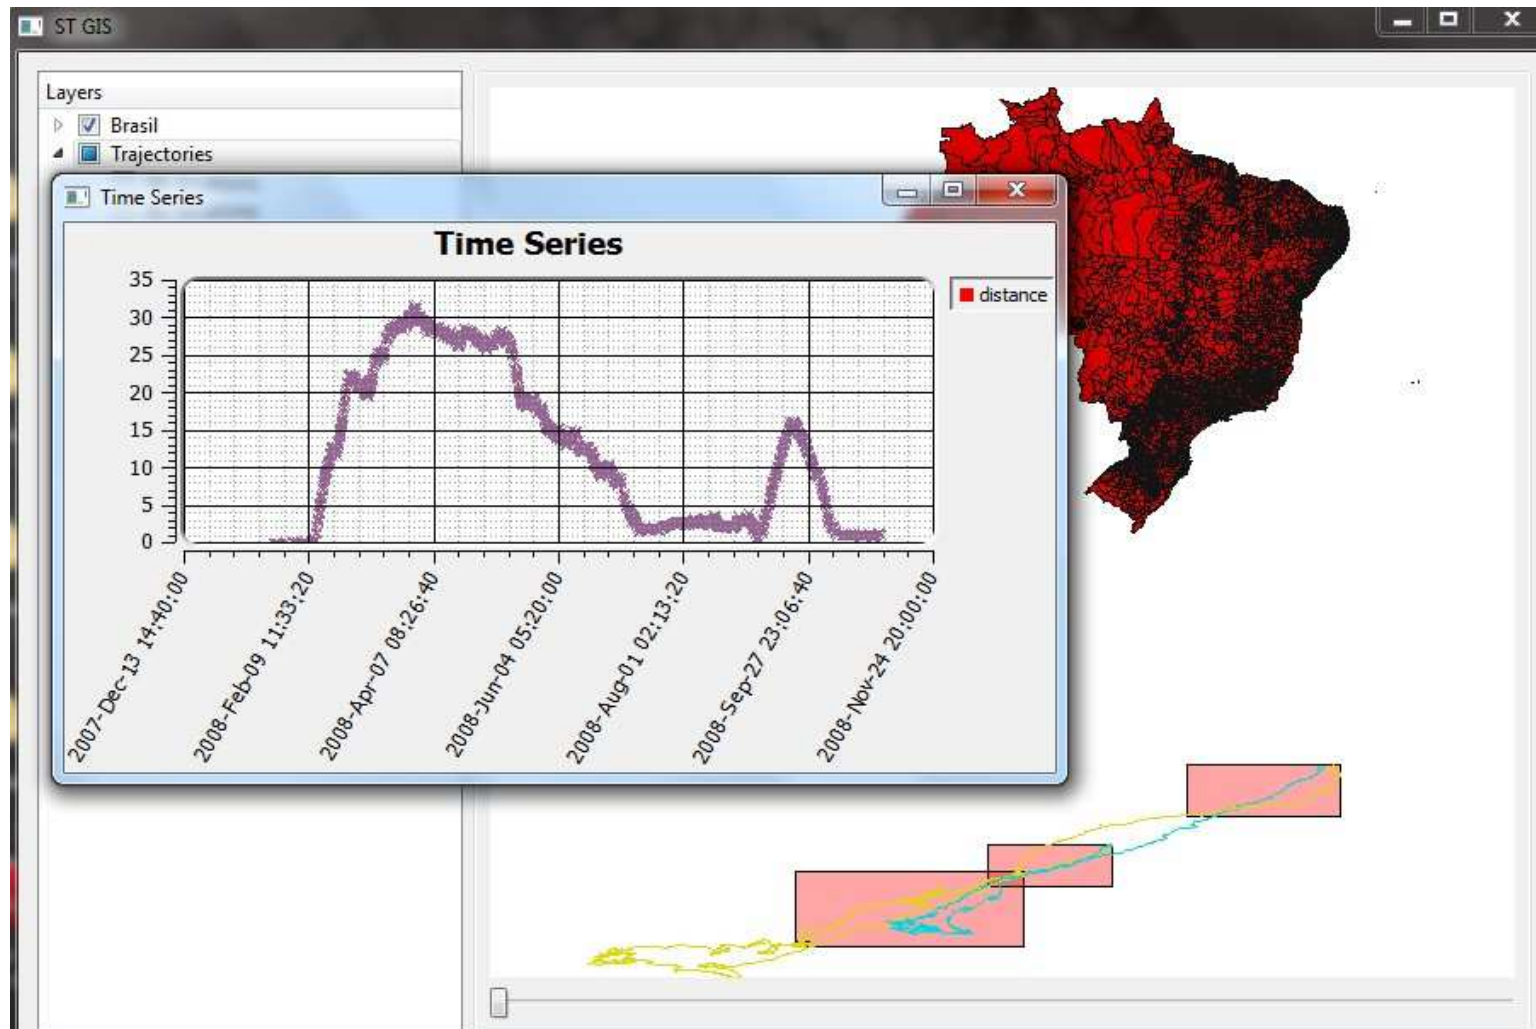 ST GIS
Layers
Brasil
Trajectories
Time Series
Time Series
35
30
25
20
15
10
5
0
distance
2007-Dec-13 14:40:00
2008-Feb-09 11:33:20
2008-Apr-07 08:26:40
2008-Jun-04 05:20:00
2008-Aug-01 02:13:20
2008-Sep-27 23:06:40
2008-Nov-24 20:00:00